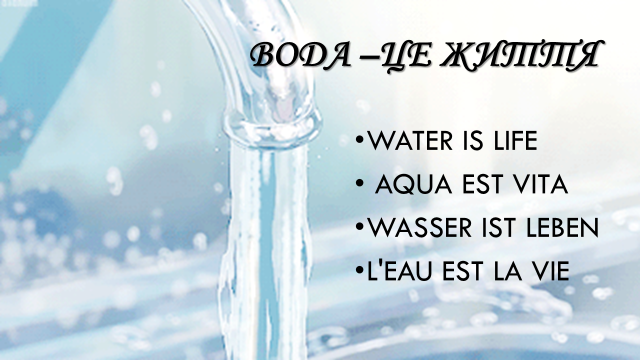 ВОДА –ЦЕ ЖИТТЯ
•WATER IS LIFE
• AQUA EST VITA
•WASSER IST LEBEN
•L'EAU EST LA VIE